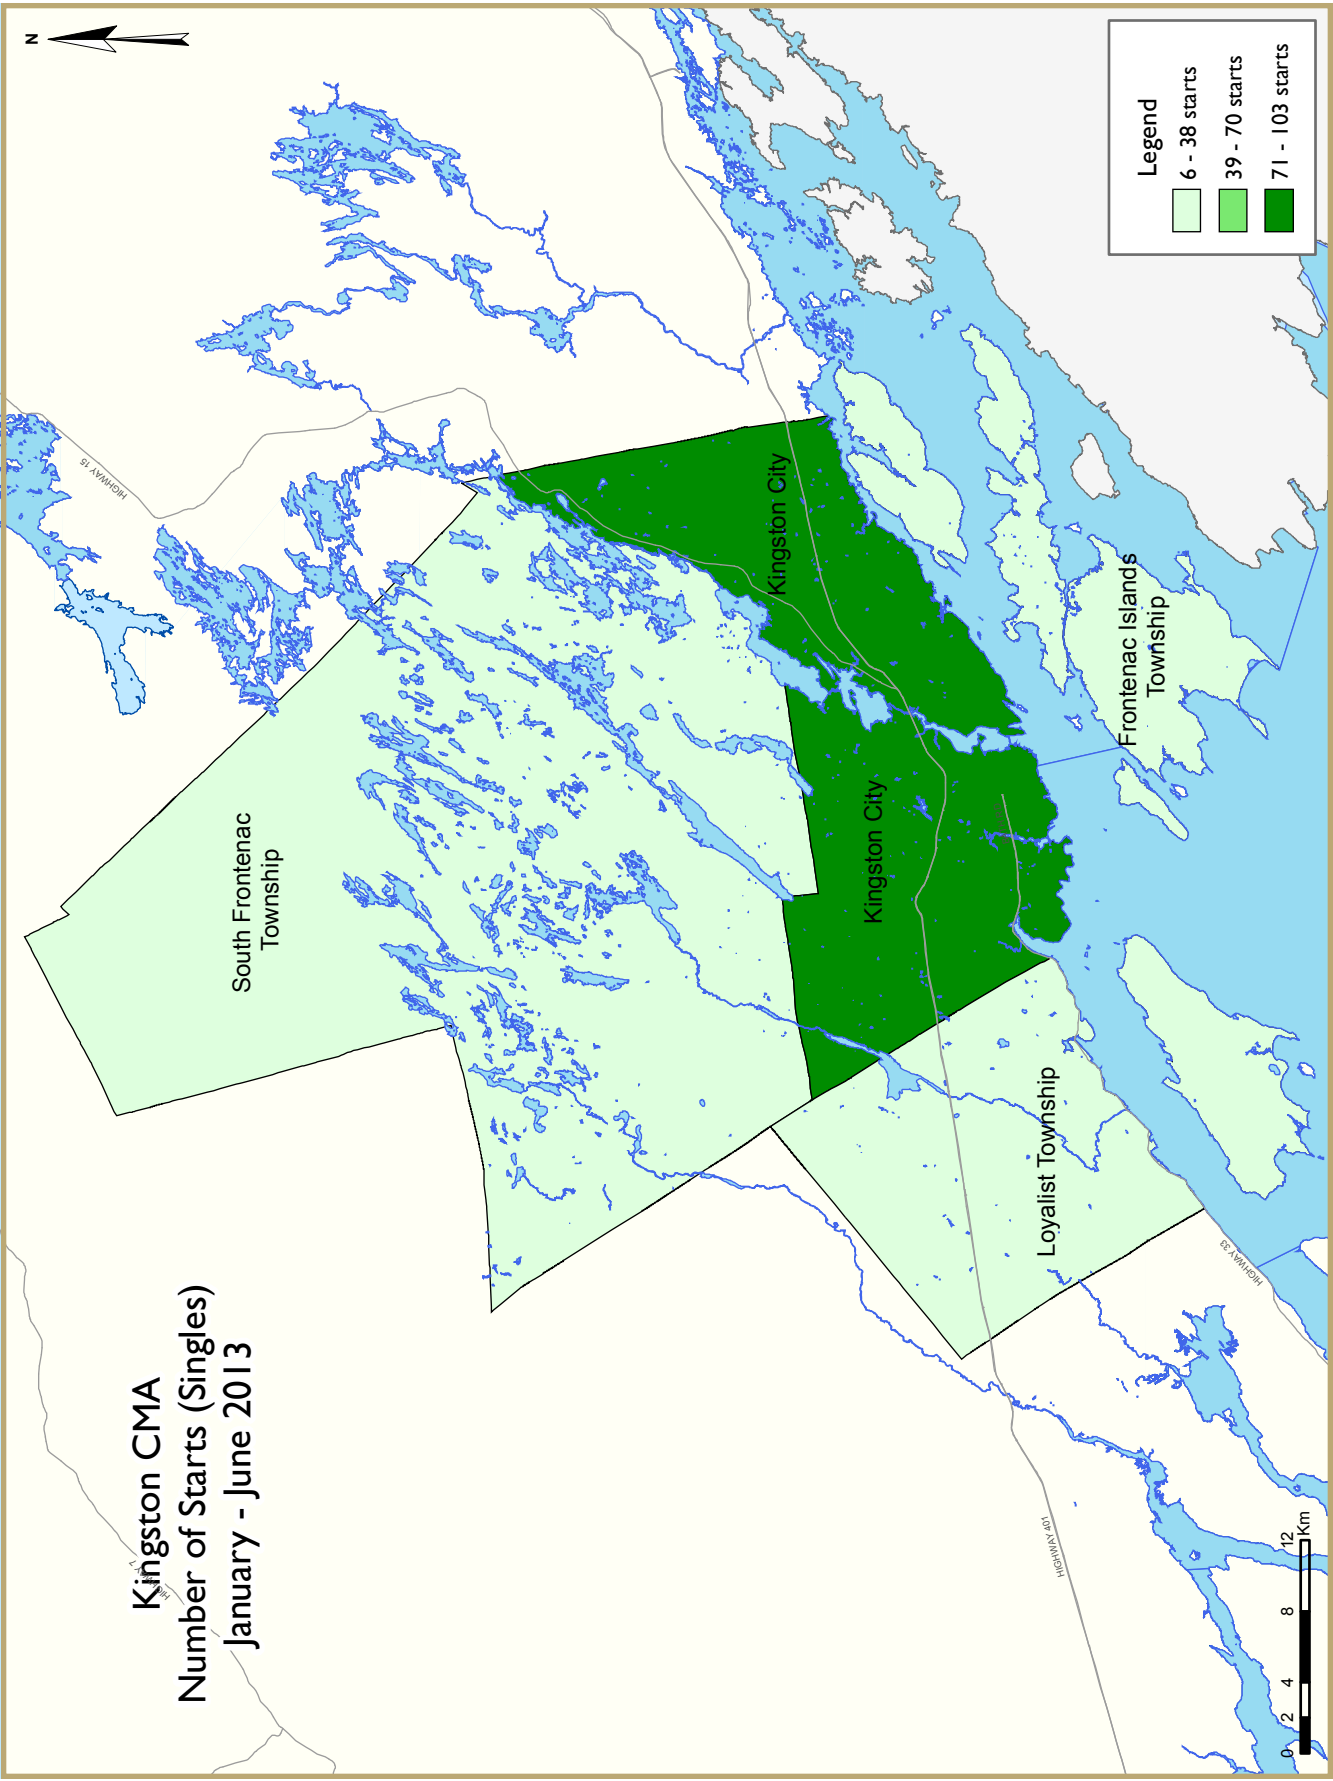 Kingston CMA
Number of Starts (Singles)
January - June 2013
N
HIGHWAY 7
HIGHWAY 15
South Frontenac
Township
Kingston City
Kingston City
Loyalist Township
Frontenac Islands
Township
HIGHWAY 33
HIGHWAY 401
0 2 4 8 12
Km
Legend
6 - 38 starts
39 - 70 starts
71 - 103 starts